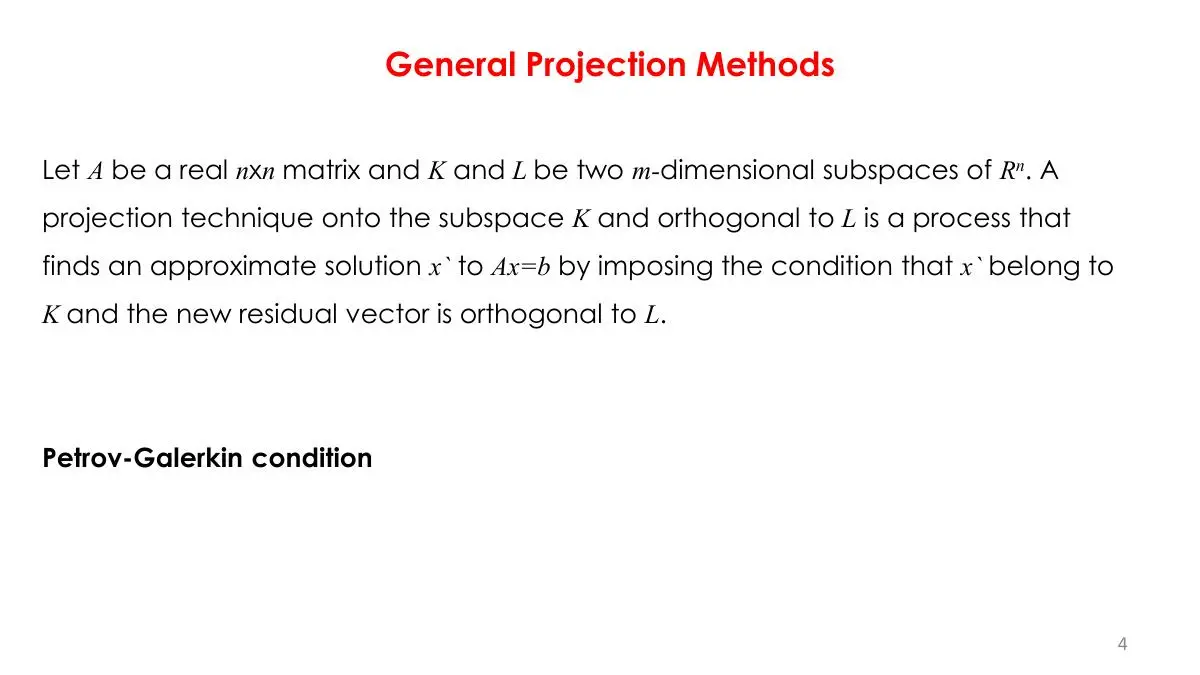 General Projection Methods
Let A be a real nxn matrix and K and L be two m-dimensional subspaces of Rⁿ. A
projection technique onto the subspace K and orthogonal to L is a process that
finds an approximate solution x` to Ax=b by imposing the condition that x` belong to
K and the new residual vector is orthogonal to L.
Petrov-Galerkin condition
4